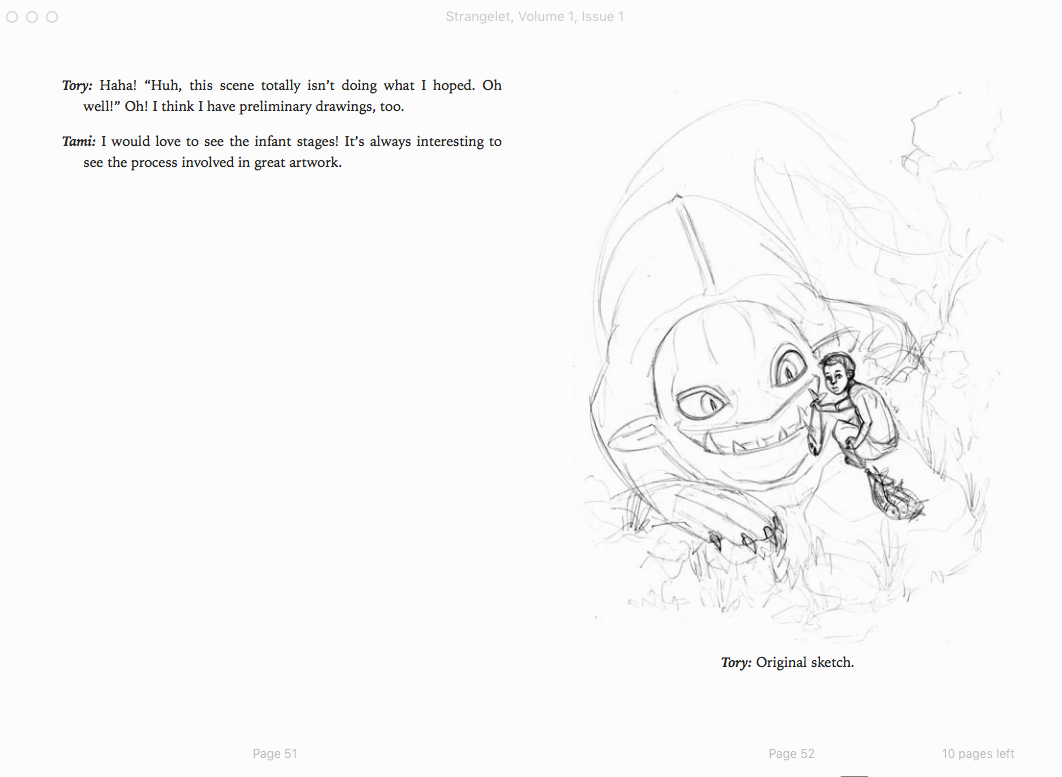 Strangelet, Volume 1, Issue 1
Tory: Haha! “Huh, this scene totally isn’t doing what I hoped. Oh
well!” Oh! I think I have preliminary drawings, too.
Tami: I would love to see the infant stages! It’s always interesting to
see the process involved in great artwork.
Tory: Original sketch.
Page 51
Page 52
10 pages left